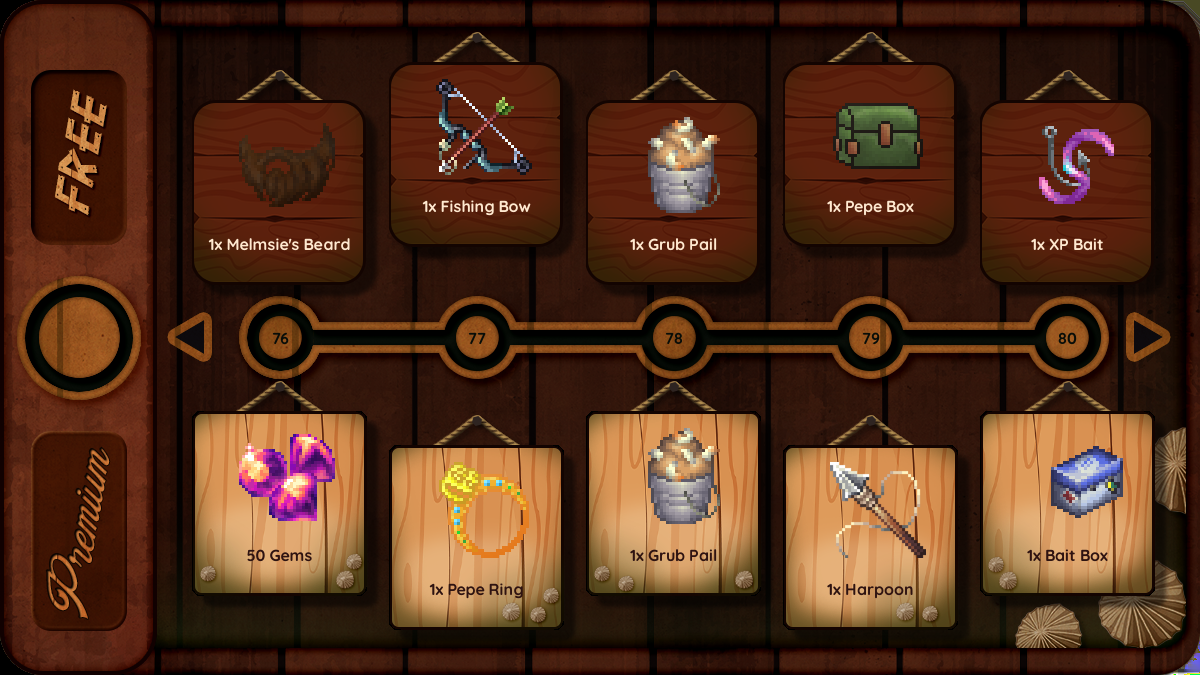 FREE
1x Melmsie's Beard
1x Fishing Bow
1x Grub Pail
1x Pepe Box
1x XP Bait
76
77
78
79
80
Premium
50 Gems
1x Pepe Ring
1x Grub Pail
1x Harpoon
1x Bait Box